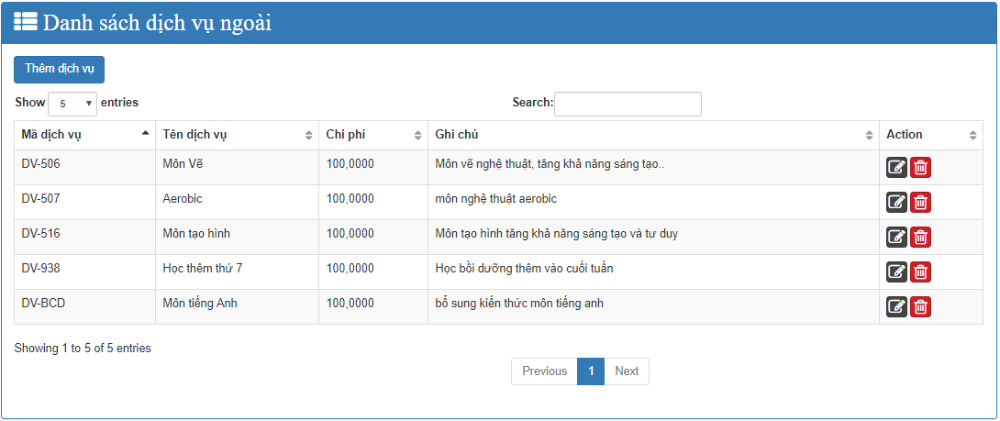 Danh sách dịch vụ ngoài
Thêm dịch vụ
Show 5 entries Search:
Mã dịch vụ Tên dịch vụ Chi phí Ghi chú Action
DV-506 Môn Vẽ 100,0000 Môn vẽ nghệ thuật, tăng khả năng sáng tạo..
DV-507 Aerobic 100,0000 môn nghệ thuật aerobic
DV-516 Môn tạo hình 100,0000 Môn tạo hình tăng khả năng sáng tạo và tư duy
DV-938 Học thêm thứ 7 100,0000 Học bồi dưỡng thêm vào cuối tuần
DV-BCD Môn tiếng Anh 100,0000 bổ sung kiến thức môn tiếng anh
Showing 1 to 5 of 5 entries
Previous 1 Next